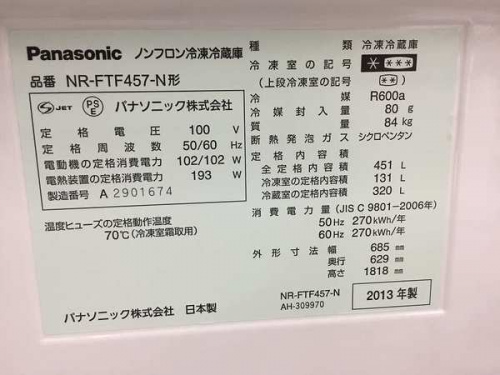 Panasonic ノンフロン冷凍冷蔵庫
品番 NR-FTF457-N形
S JET PS E パナソニック株式会社
定格電圧 100 V
定格周波数 50/60 Hz
電動機の定格消費電力 102/102 W
電熱装置の定格消費電力 193 W
製造番号 A 2901674
温度ヒューズの定格動作温度
70℃(冷凍室霜取用)
パナソニック株式会社 日本製
種類 冷凍冷蔵庫
冷凍室の記号 * ***
(上段冷凍室の記号 **)
冷媒 R600a
冷媒封入量 80 g
質量 84 kg
断熱発泡ガス シクロペンタン
定格内容積
全定格内容積 451 L
冷凍室の定格内容積 131 L
冷蔵室の定格内容積 320 L
消費電力量(JIS C 9801-2006年)
50Hz 270kWh/年
60Hz 270kWh/年
外形寸法 幅 685 mm
奥行 629 mm
高さ 1818 mm
NR-FTF457-N
AH-309970
2013年製